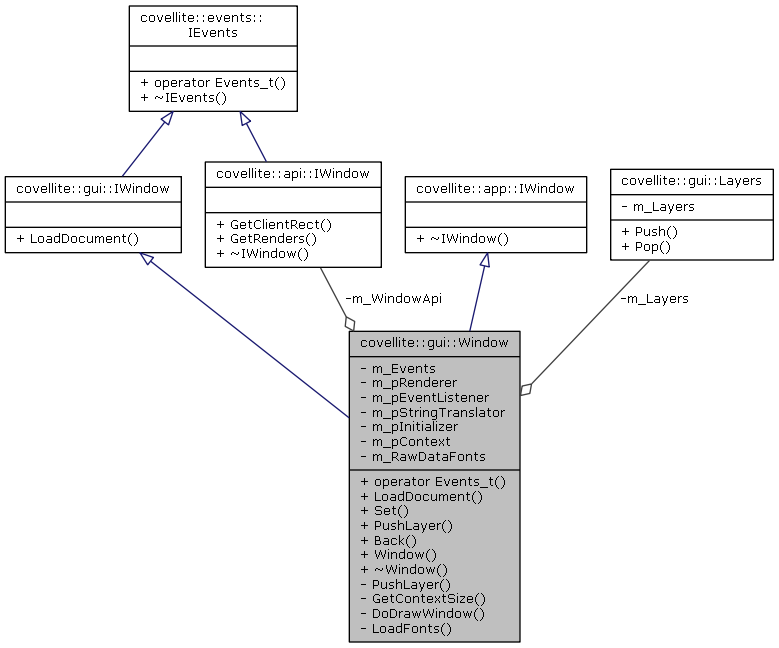 covellite::events::
IEvents
+ operator Events_t()
+ ~IEvents()
covellite::gui::IWindow
+ LoadDocument()
covellite::api::IWindow
+ GetClientRect()
+ GetRenders()
+ ~IWindow()
covellite::app::IWindow
+ ~IWindow()
covellite::gui::Layers
- m_Layers
+ Push()
+ Pop()
-m_WindowApi
-m_Layers
covellite::gui::Window
- m_Events
- m_pRenderer
- m_pEventListener
- m_pStringTranslator
- m_pInitializer
- m_pContext
- m_RawDataFonts
+ operator Events_t()
+ LoadDocument()
+ Set()
+ PushLayer()
+ Back()
+ Window()
+ ~Window()
- PushLayer()
- GetContextSize()
- DoDrawWindow()
- LoadFonts()